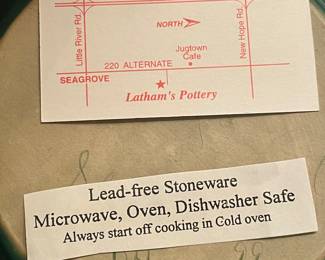 Little River Rd.
NORTH
New Hope Rd.
Jugtown
Cafe
220 ALTERNATE
SEAGROVE
Latham's Pottery
Lead-free Stoneware
Microwave, Oven, Dishwasher Safe
Always start off cooking in Cold oven